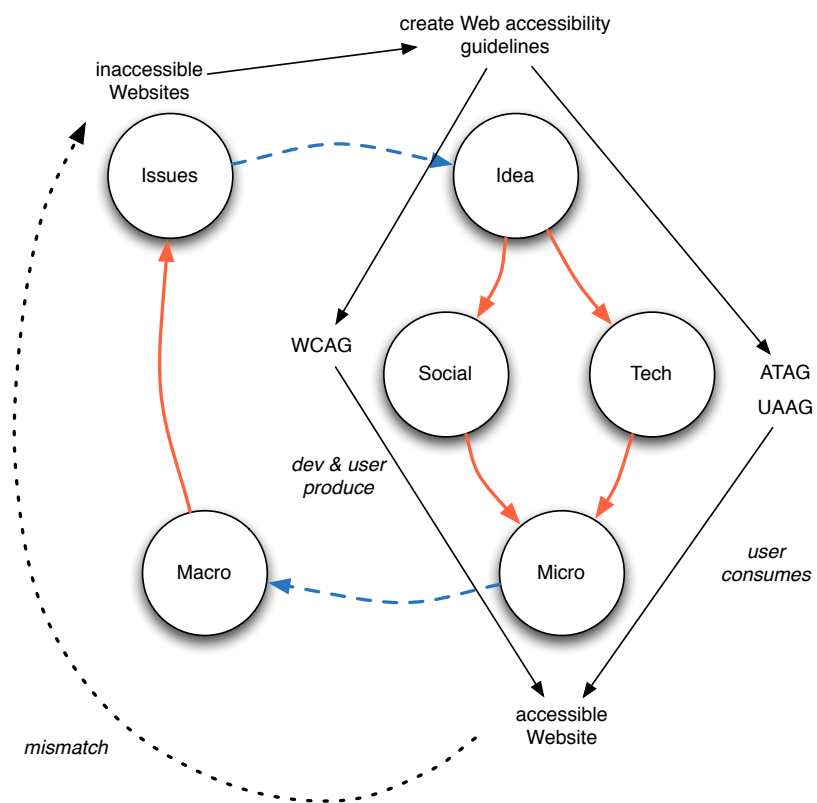 create Web accessibility
guidelines
inaccessible
Websites
Issues
Idea
WCAG
Social
Tech
ATAG
UAAG
dev & user
produce
user
consumes
Macro
Micro
accessible
Website
mismatch